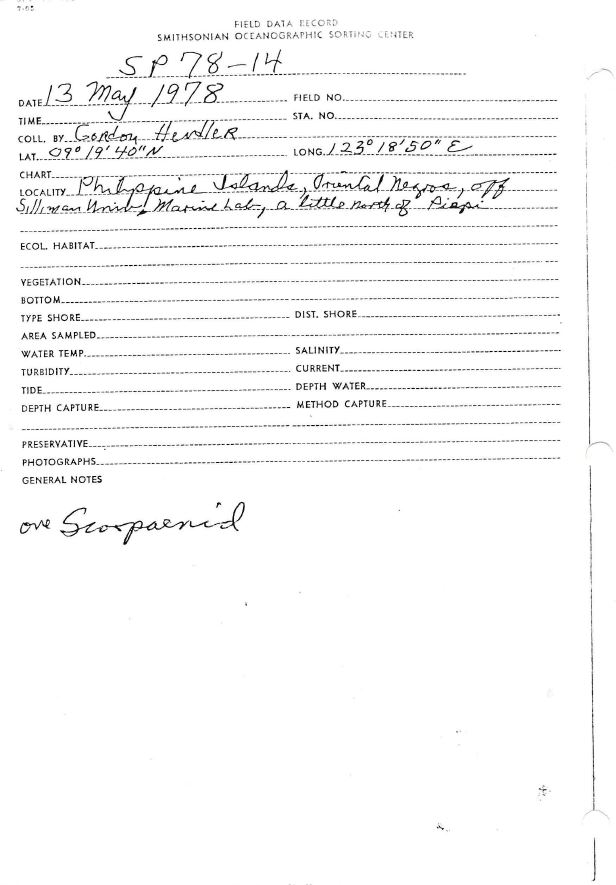 7-65
FIELD DATA RECORD
SMITHSONIAN OCEANOGRAPHIC SORTING CENTER
SP 78-14
DATE 13 May 1978 FIELD NO.
TIME STA. NO.
COLL. BY Gordon Hendler
LAT. 09° 19' 40" N LONG. 123° 18' 50" E
CHART
LOCALITY Philippine Islands, Oriental Negros, off
Silliman Univ. Marine Lab, a little north of Piapi
ECOL. HABITAT
VEGETATION
BOTTOM
TYPE SHORE DIST. SHORE
AREA SAMPLED
WATER TEMP. SALINITY
TURBIDITY CURRENT
TIDE DEPTH WATER
DEPTH CAPTURE METHOD CAPTURE
PRESERVATIVE
PHOTOGRAPHS
GENERAL NOTES
one Scorpaenid